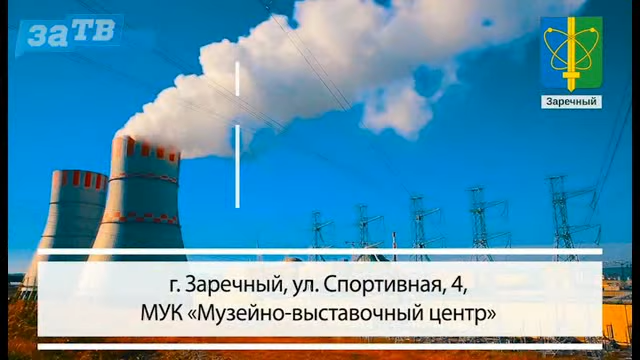 заТВ
Заречный
г. Заречный, ул. Спортивная, 4,
МУК «Музейно-выставочный центр»